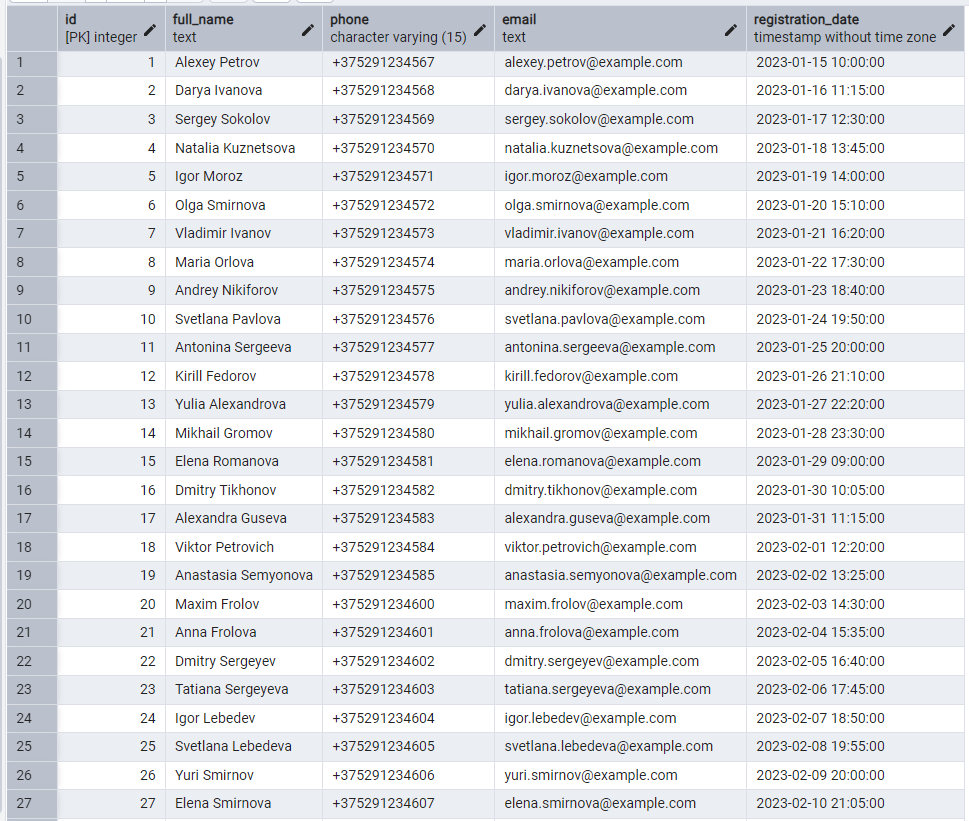 id full_name phone email registration_date
[PK] integer text character varying (15) text timestamp without time zone
1 1 Alexey Petrov +375291234567 alexey.petrov@example.com 2023-01-15 10:00:00
2 2 Darya Ivanova +375291234568 darya.ivanova@example.com 2023-01-16 11:15:00
3 3 Sergey Sokolov +375291234569 sergey.sokolov@example.com 2023-01-17 12:30:00
4 4 Natalia Kuznetsova +375291234570 natalia.kuznetsova@example.com 2023-01-18 13:45:00
5 5 Igor Moroz +375291234571 igor.moroz@example.com 2023-01-19 14:00:00
6 6 Olga Smirnova +375291234572 olga.smirnova@example.com 2023-01-20 15:10:00
7 7 Vladimir Ivanov +375291234573 vladimir.ivanov@example.com 2023-01-21 16:20:00
8 8 Maria Orlova +375291234574 maria.orlova@example.com 2023-01-22 17:30:00
9 9 Andrey Nikiforov +375291234575 andrey.nikiforov@example.com 2023-01-23 18:40:00
10 10 Svetlana Pavlova +375291234576 svetlana.pavlova@example.com 2023-01-24 19:50:00
11 11 Antonina Sergeeva +375291234577 antonina.sergeeva@example.com 2023-01-25 20:00:00
12 12 Kirill Fedorov +375291234578 kirill.fedorov@example.com 2023-01-26 21:10:00
13 13 Yulia Alexandrova +375291234579 yulia.alexandrova@example.com 2023-01-27 22:20:00
14 14 Mikhail Gromov +375291234580 mikhail.gromov@example.com 2023-01-28 23:30:00
15 15 Elena Romanova +375291234581 elena.romanova@example.com 2023-01-29 09:00:00
16 16 Dmitry Tikhonov +375291234582 dmitry.tikhonov@example.com 2023-01-30 10:05:00
17 17 Alexandra Guseva +375291234583 alexandra.guseva@example.com 2023-01-31 11:15:00
18 18 Viktor Petrovich +375291234584 viktor.petrovich@example.com 2023-02-01 12:20:00
19 19 Anastasia Semyonova +375291234585 anastasia.semyonova@example.com 2023-02-02 13:25:00
20 20 Maxim Frolov +375291234600 maxim.frolov@example.com 2023-02-03 14:30:00
21 21 Anna Frolova +375291234601 anna.frolova@example.com 2023-02-04 15:35:00
22 22 Dmitry Sergeyev +375291234602 dmitry.sergeyev@example.com 2023-02-05 16:40:00
23 23 Tatiana Sergeyeva +375291234603 tatiana.sergeyeva@example.com 2023-02-06 17:45:00
24 24 Igor Lebedev +375291234604 igor.lebedev@example.com 2023-02-07 18:50:00
25 25 Svetlana Lebedeva +375291234605 svetlana.lebedeva@example.com 2023-02-08 19:55:00
26 26 Yuri Smirnov +375291234606 yuri.smirnov@example.com 2023-02-09 20:00:00
27 27 Elena Smirnova +375291234607 elena.smirnova@example.com 2023-02-10 21:05:00